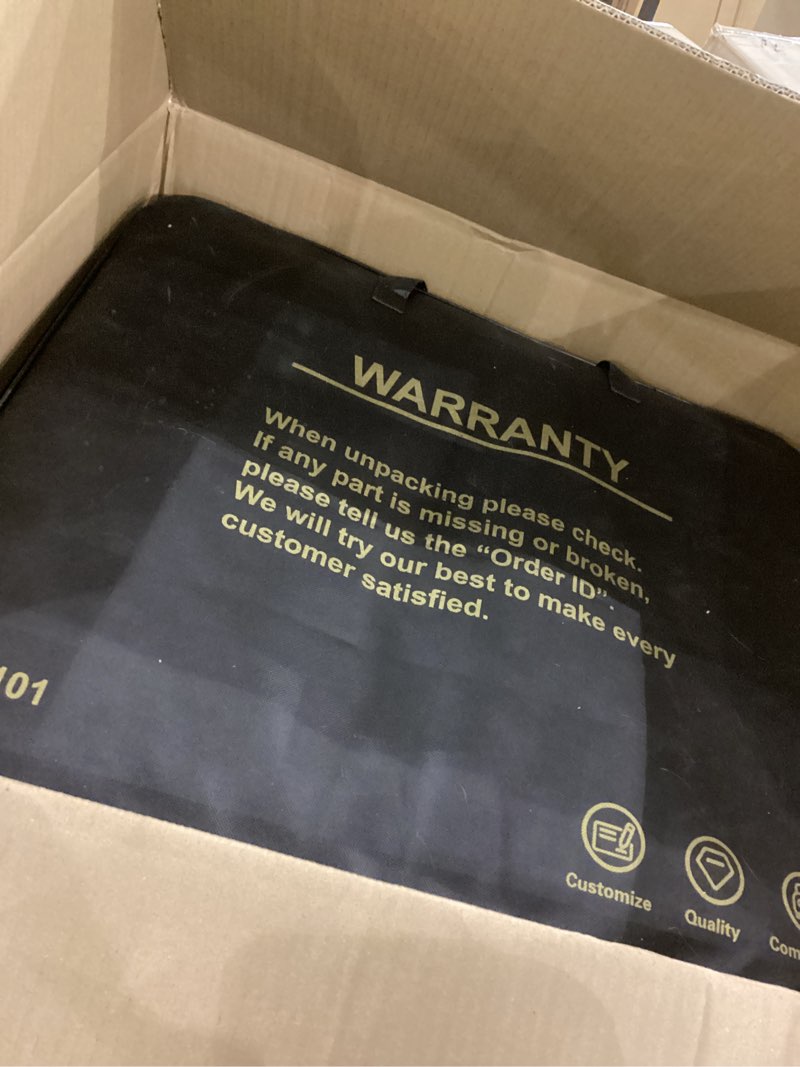 WARRANTY
When unpacking please check.
If any part is missing or broken,
please tell us the “Order ID”.
We will try our best to make every
customer satisfied.
101
Customize
Quality
Com